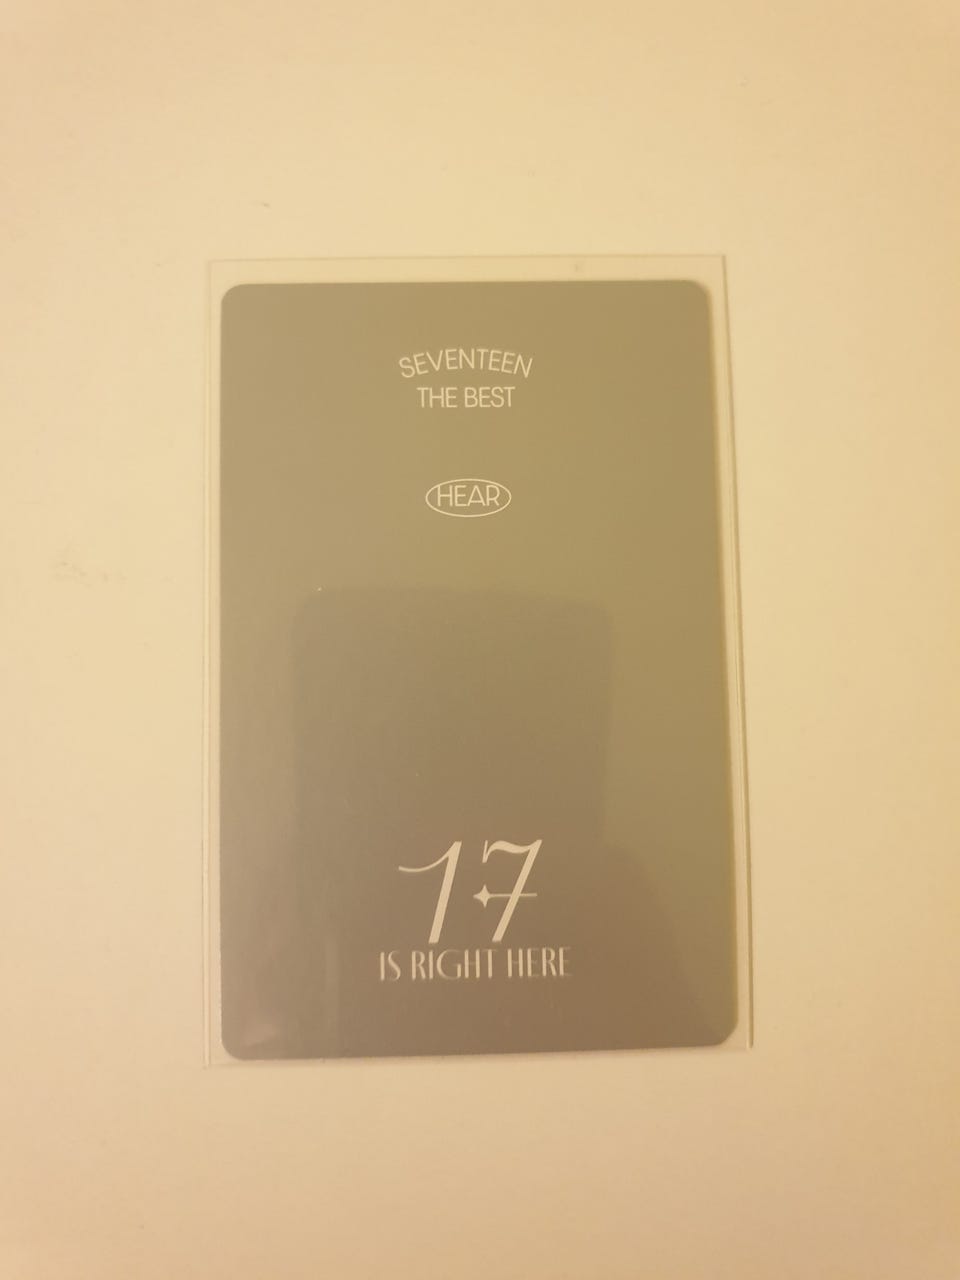 SEVENTEEN
THE BEST
HEAR
17
IS RIGHT HERE